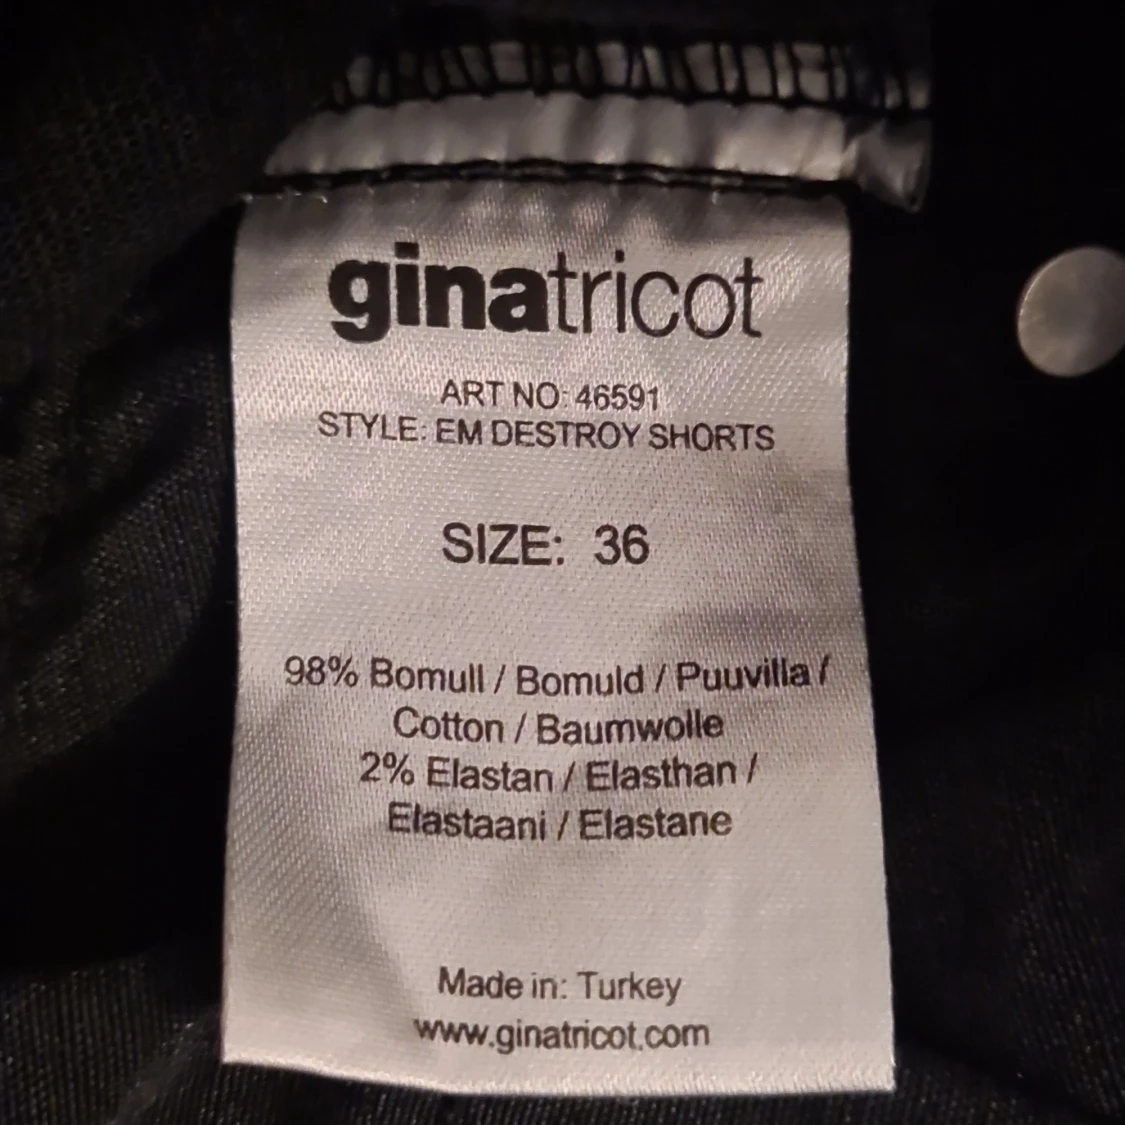 ginatricot
ART NO: 46591
STYLE: EM DESTROY SHORTS
SIZE: 36
98% Bomull / Bomuld / Puuvilla /
Cotton / Baumwolle
2% Elastan / Elasthan /
Elastaani / Elastane
Made in: Turkey
www.ginatricot.com